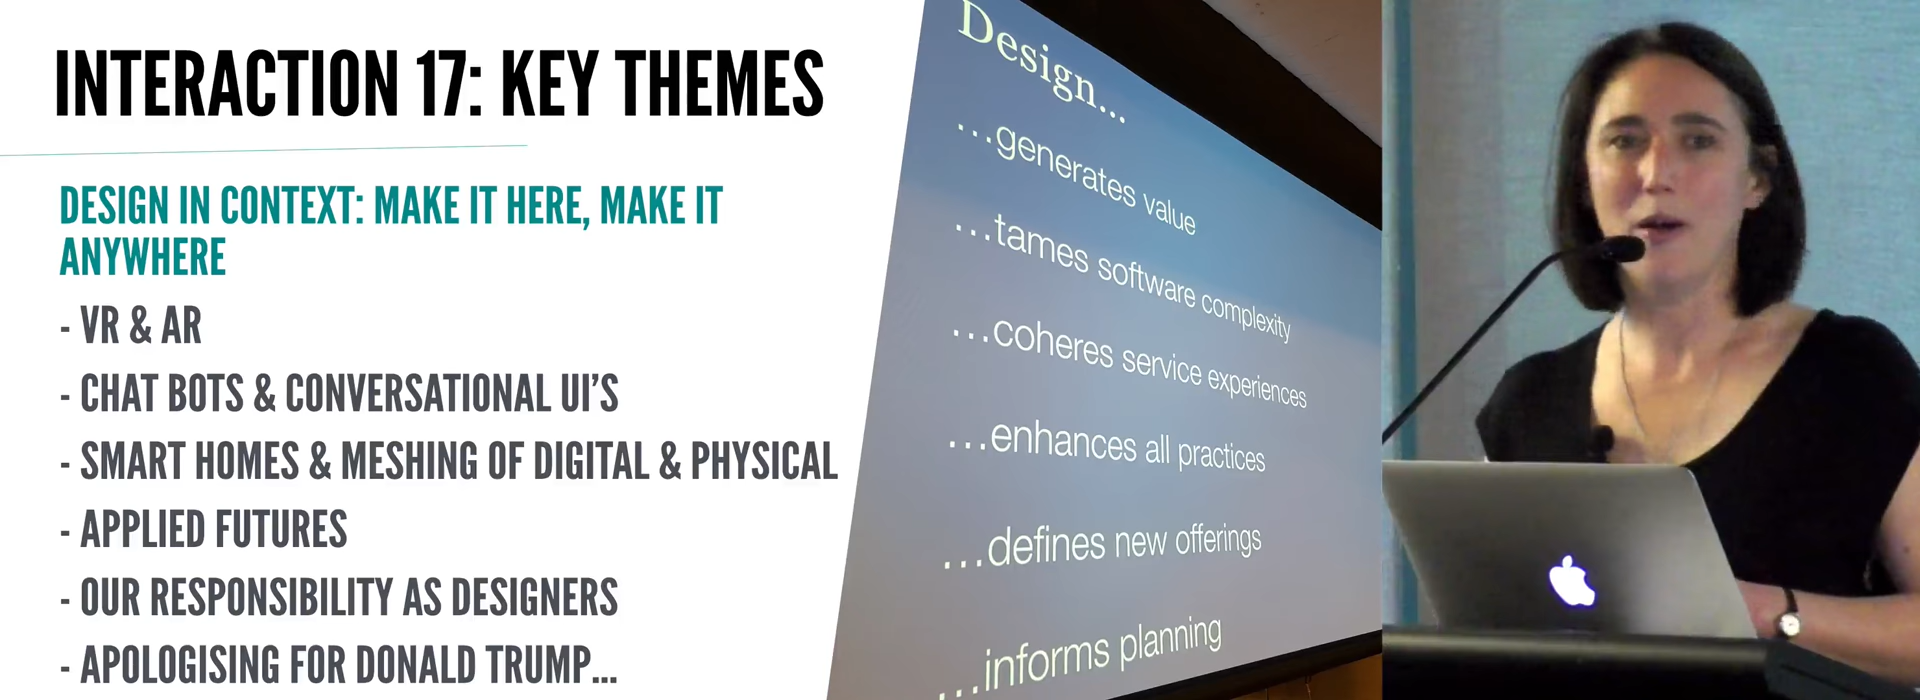 INTERACTION 17: KEY THEMES
DESIGN IN CONTEXT: MAKE IT HERE, MAKE IT
ANYWHERE
- VR & AR
- CHAT BOTS & CONVERSATIONAL UI’S
- SMART HOMES & MESHING OF DIGITAL & PHYSICAL
- APPLIED FUTURES
- OUR RESPONSIBILITY AS DESIGNERS
- APOLOGISING FOR DONALD TRUMP...
Design...
...generates value
...tames software complexity
...coheres service experiences
...enhances all practices
...defines new offerings
...informs planning